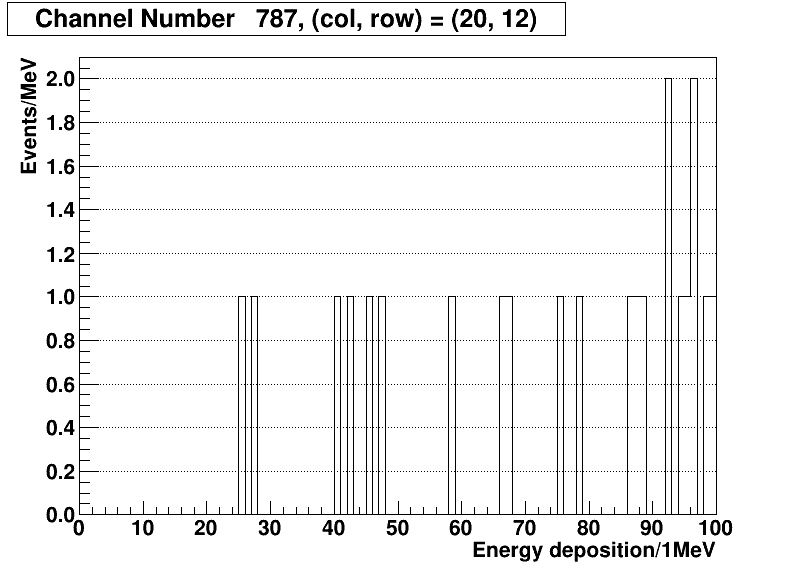 Channel Number 787, (col, row) = (20, 12)
Events/MeV
2.0
1.8
1.6
1.4
1.2
1.0
0.8
0.6
0.4
0.2
0.0
0 10 20 30 40 50 60 70 80 90 100
Energy deposition/1MeV